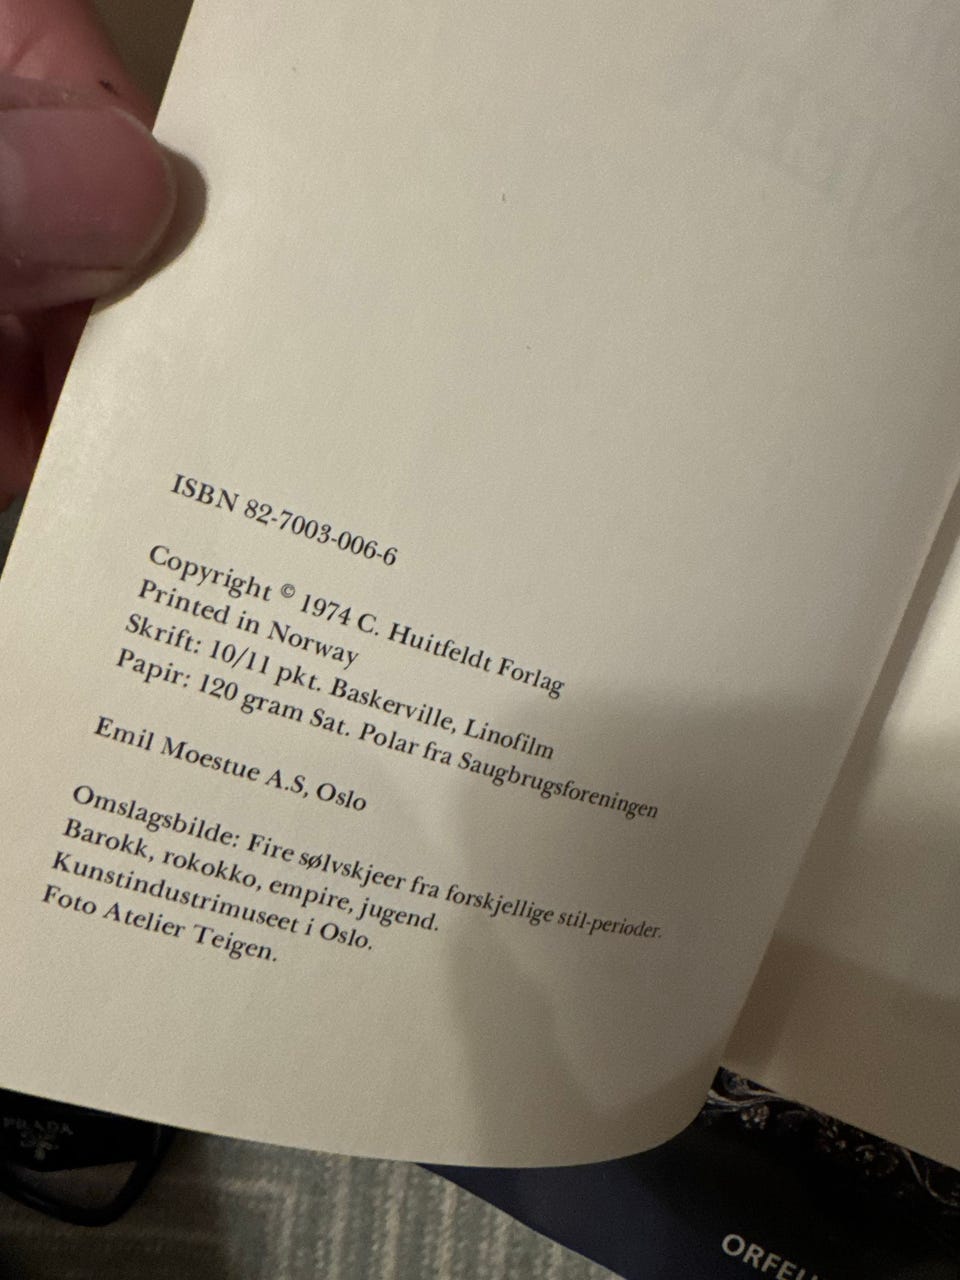 ISBN 82-7003-006-6
Copyright © 1974 C. Huitfeldt Forlag
Printed in Norway
Skrift: 10/11 pkt. Baskerville, Linofilm
Papir: 120 gram Sat. Polar fra Saugbrugsforeningen
Emil Moestue A.S, Oslo
Omslagsbilde: Fire sølvskjeer fra forskjellige stil-perioder.
Barokk, rokokko, empire, jugend.
Kunstindustrimuseet i Oslo.
Foto Atelier Teigen.
PRADA
ORFEU